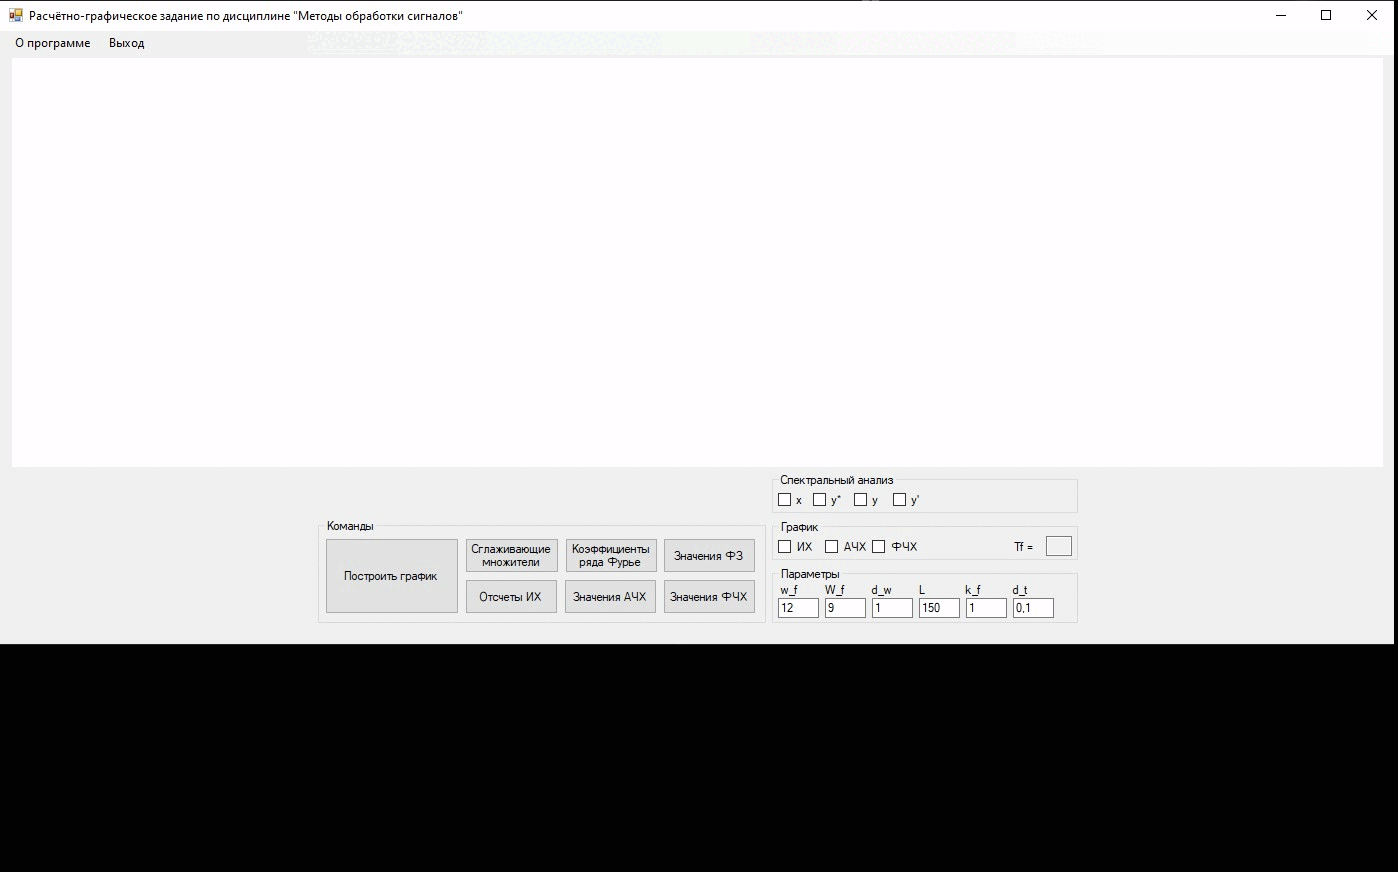 Расчётно-графическое задание по дисциплине "Методы обработки сигналов"
О программе Выход
Спектральный анализ
x y* y y'
Команды
Построить график
Сглаживающие
множители
Коэффициенты
ряда Фурье
Значения ФЗ
Отсчеты ИХ
Значения АЧХ
Значения ФЧХ
График
ИХ АЧХ ФЧХ Tf =
Параметры
w_f W_f d_w L k_f d_t
12 9 1 150 1 0,1